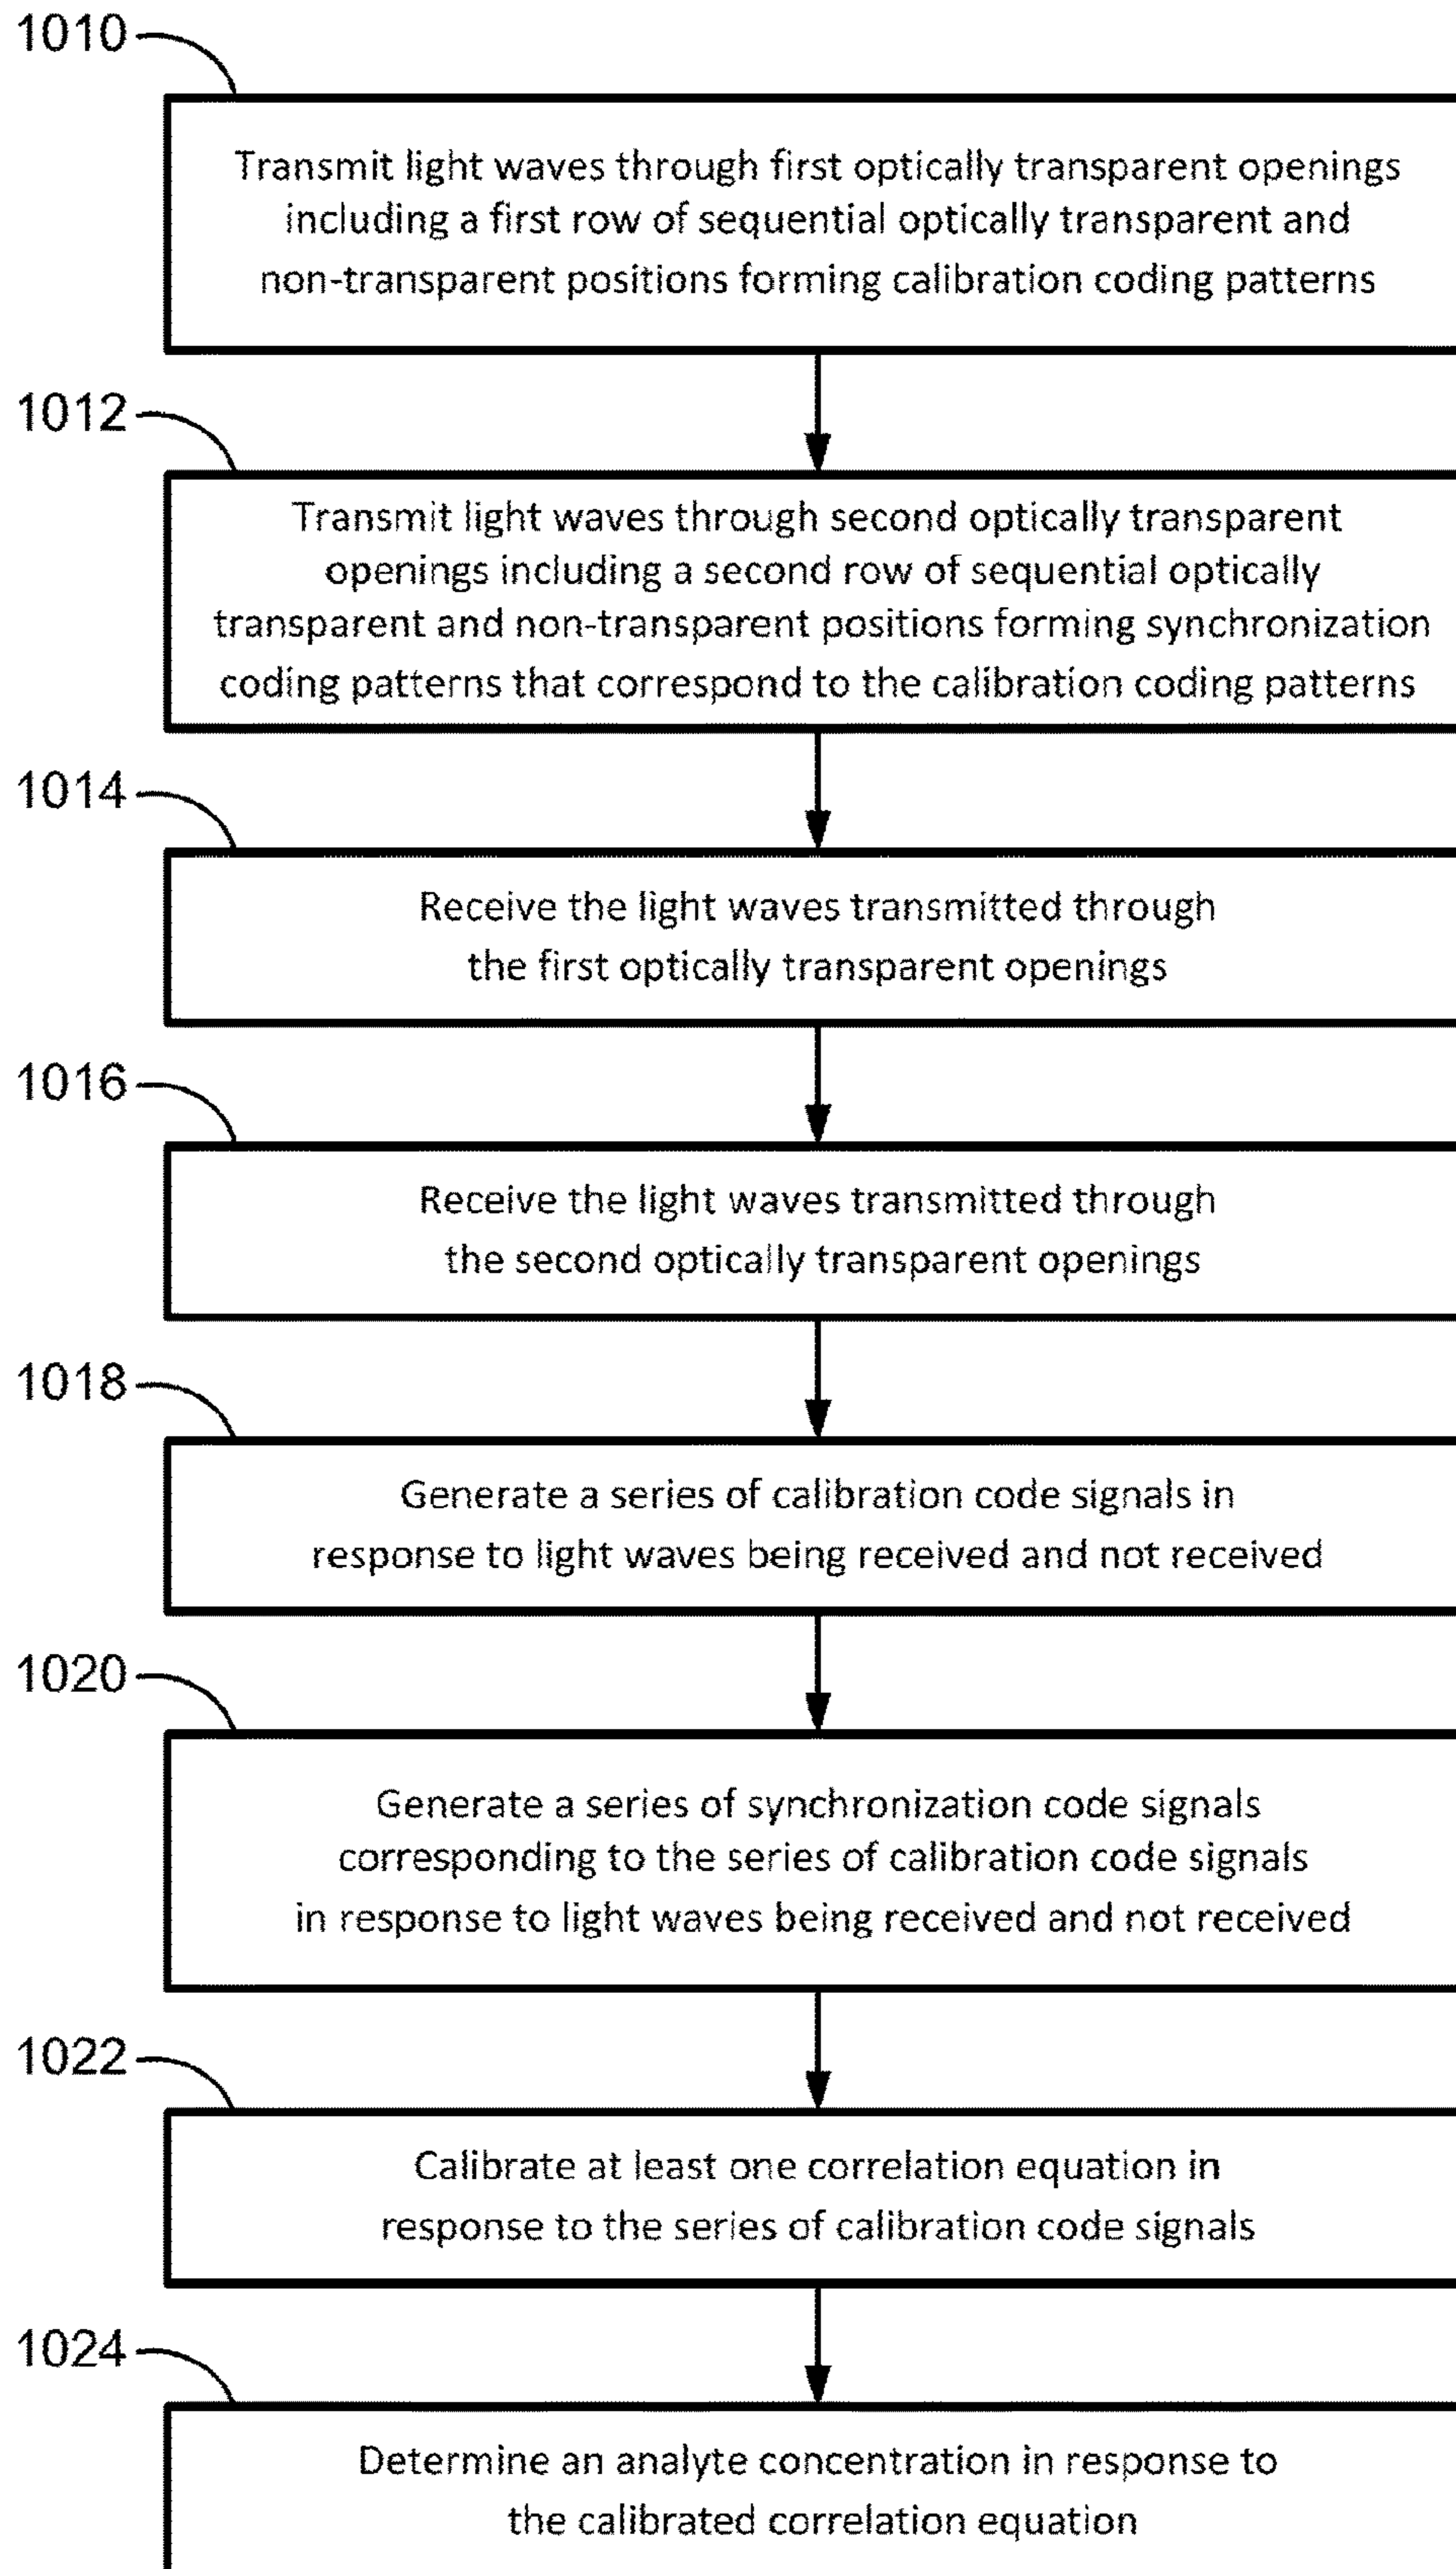 1010
Transmit light waves through first optically transparent openings
including a first row of sequential optically transparent and
non-transparent positions forming calibration coding patterns
1012
Transmit light waves through second optically transparent
openings including a second row of sequential optically
transparent and non-transparent positions forming synchronization
coding patterns that correspond to the calibration coding patterns
1014
Receive the light waves transmitted through
the first optically transparent openings
1016
Receive the light waves transmitted through
the second optically transparent openings
1018
Generate a series of calibration code signals in
response to light waves being received and not received
1020
Generate a series of synchronization code signals
corresponding to the series of calibration code signals
in response to light waves being received and not received
1022
Calibrate at least one correlation equation in
response to the series of calibration code signals
1024
Determine an analyte concentration in response to
the calibrated correlation equation